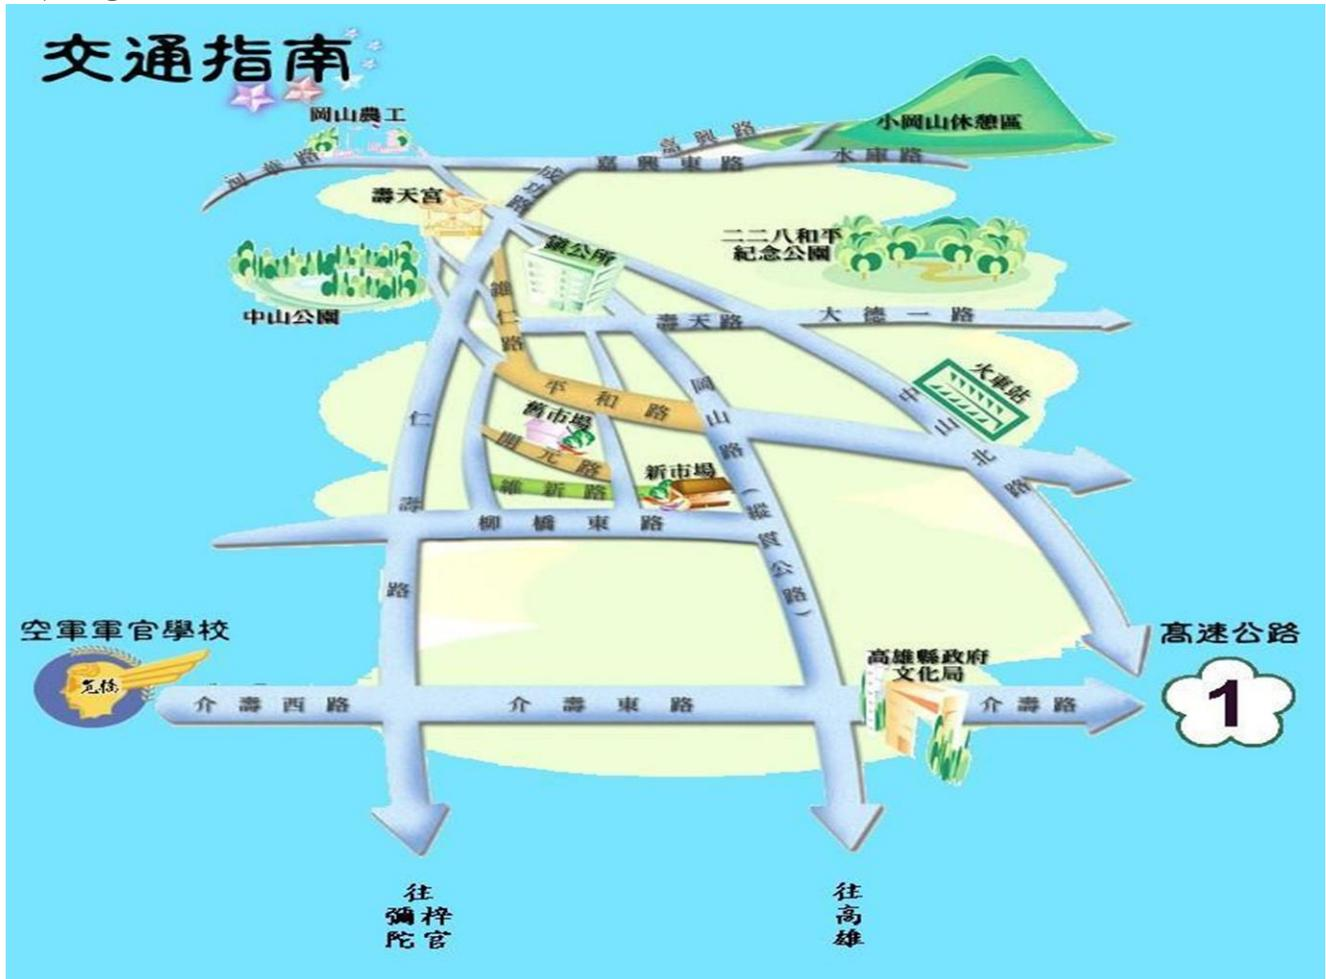 交通指南
岡山農工
嘉興路
小岡山休憩區
河華路
成功路
嘉興東路
水庫路
壽天宮
鎮公所
二二八和平
紀念公園
中山公園
維仁路
壽天路
大德一路
火車站
平和路
岡山路(縱貫公路)
中山北路
舊市場
開元路
新市場
維新路
仁壽路
柳橋東路
空軍軍官學校
高速公路
1
高雄縣政府
文化局
介壽西路
介壽東路
介壽路
往
彌陀
梓官
往高雄